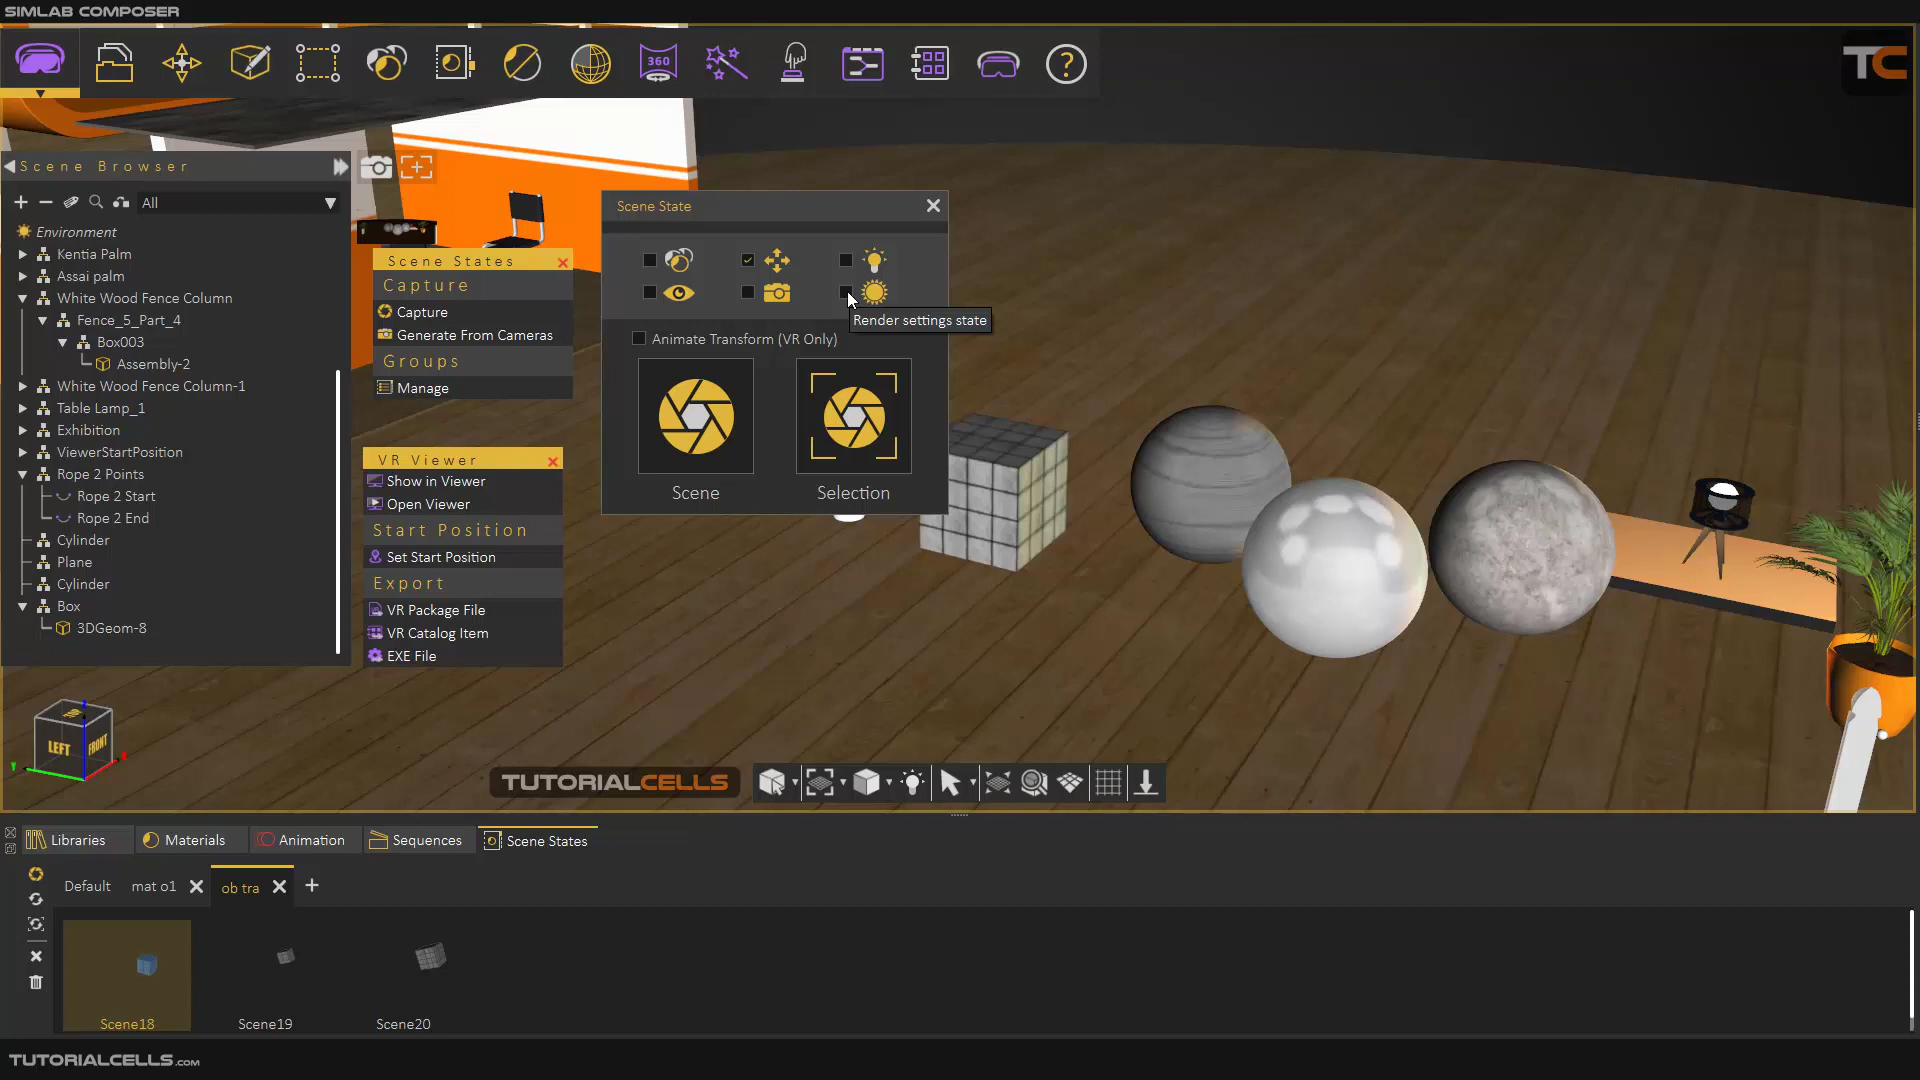 SIMLAB COMPOSER
360
?
TC
Scene Browser
All
Environment
Kentia Palm
Assai palm
White Wood Fence Column
Fence_5_Part_4
Box003
Assembly-2
White Wood Fence Column-1
Table Lamp_1
Exhibition
ViewerStartPosition
Rope 2 Points
Rope 2 Start
Rope 2 End
Cylinder
Plane
Cylinder
Box
3DGeom-8
Scene States
Capture
Capture
Generate From Cameras
Groups
Manage
VR Viewer
Show in Viewer
Open Viewer
Start Position
Set Start Position
Export
VR Package File
VR Catalog Item
EXE File
Scene State
Render settings state
Animate Transform (VR Only)
Scene
Selection
LEFT
FRONT
TUTORIALCELLS
Libraries
Materials
Animation
Sequences
Scene States
Default
mat o1
ob tra
Scene18
Scene19
Scene20
TUTORIALCELLS.com